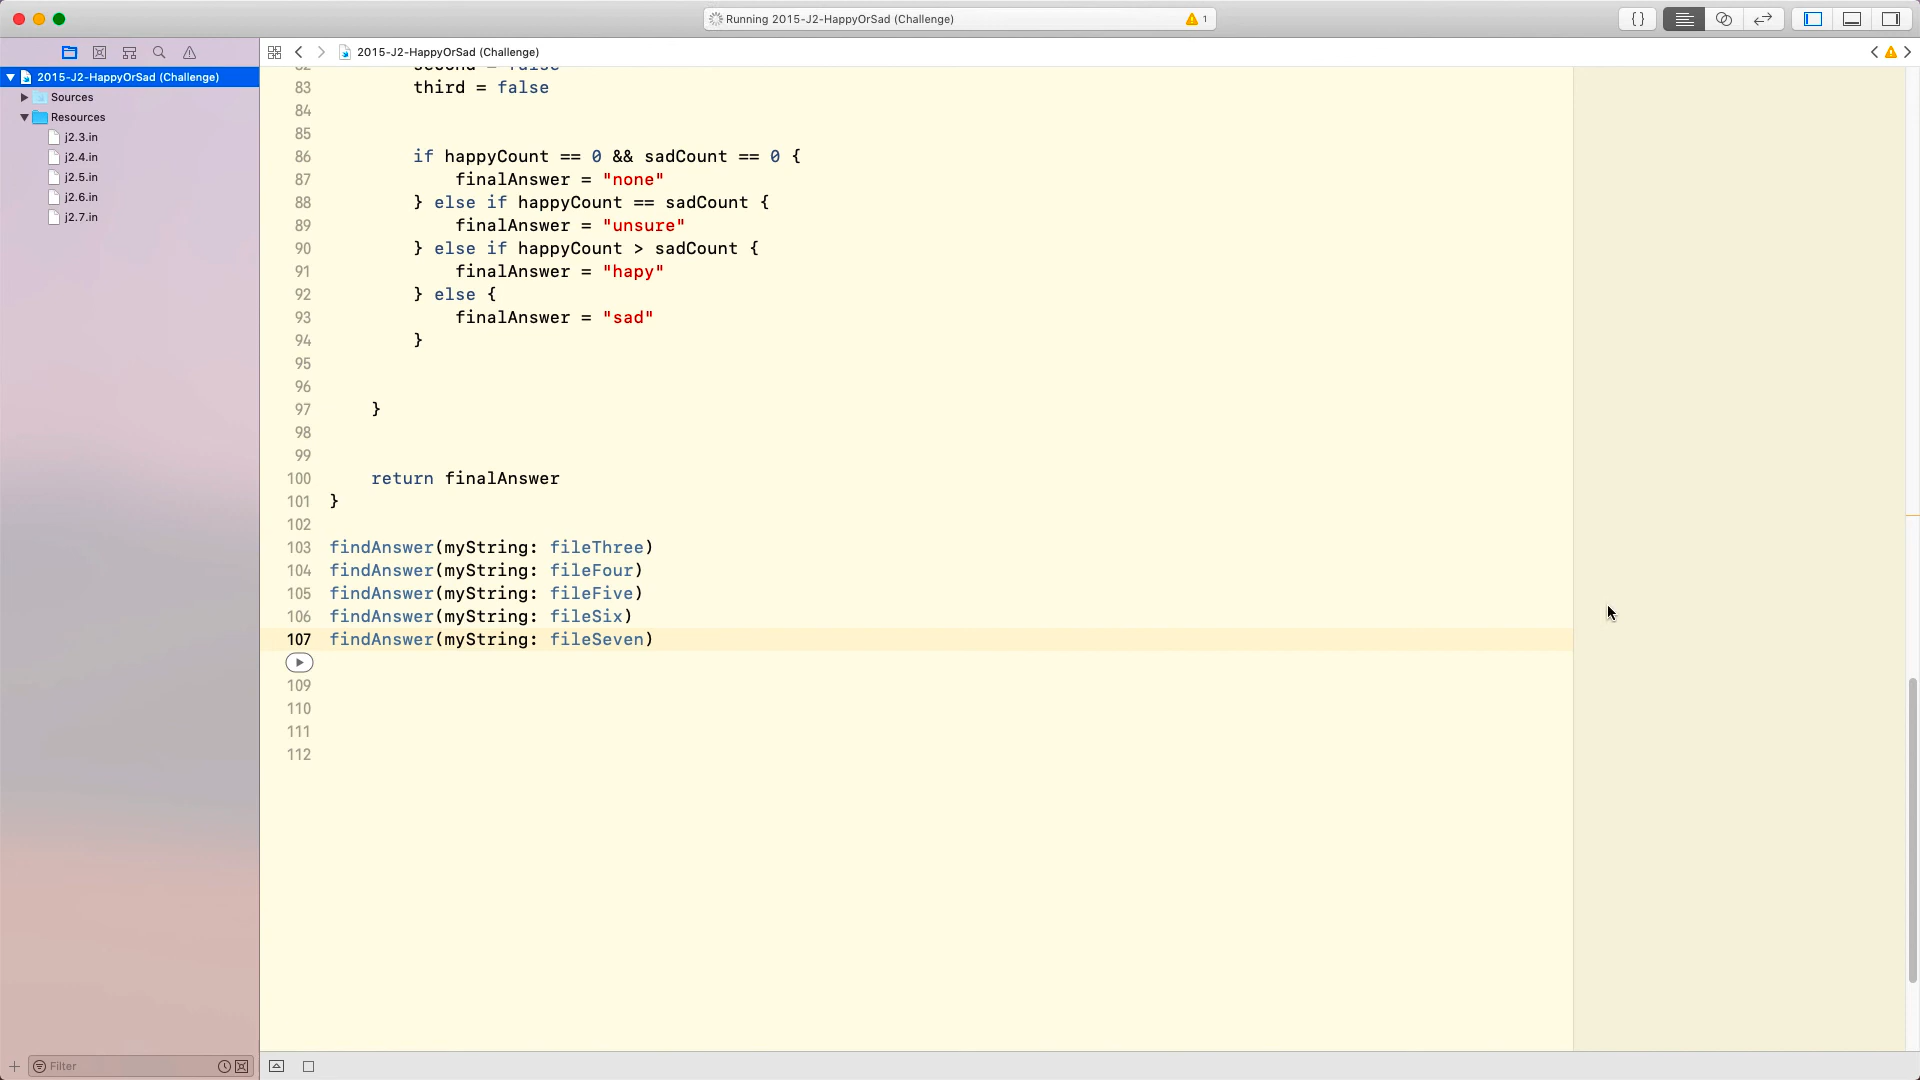 Running 2015-J2-HappyOrSad (Challenge)
1
{}
2015-J2-HappyOrSad (Challenge)
2015-J2-HappyOrSad (Challenge)
Sources
Resources
j2.3.in
j2.4.in
j2.5.in
j2.6.in
j2.7.in
Filter
82 second = false
83 third = false
84
85
86 if happyCount == 0 && sadCount == 0 {
87 finalAnswer = "none"
88 } else if happyCount == sadCount {
89 finalAnswer = "unsure"
90 } else if happyCount > sadCount {
91 finalAnswer = "hapy"
92 } else {
93 finalAnswer = "sad"
94 }
95
96
97 }
98
99
100 return finalAnswer
101 }
102
103 findAnswer(myString: fileThree)
104 findAnswer(myString: fileFour)
105 findAnswer(myString: fileFive)
106 findAnswer(myString: fileSix)
107 findAnswer(myString: fileSeven)
109
110
111
112